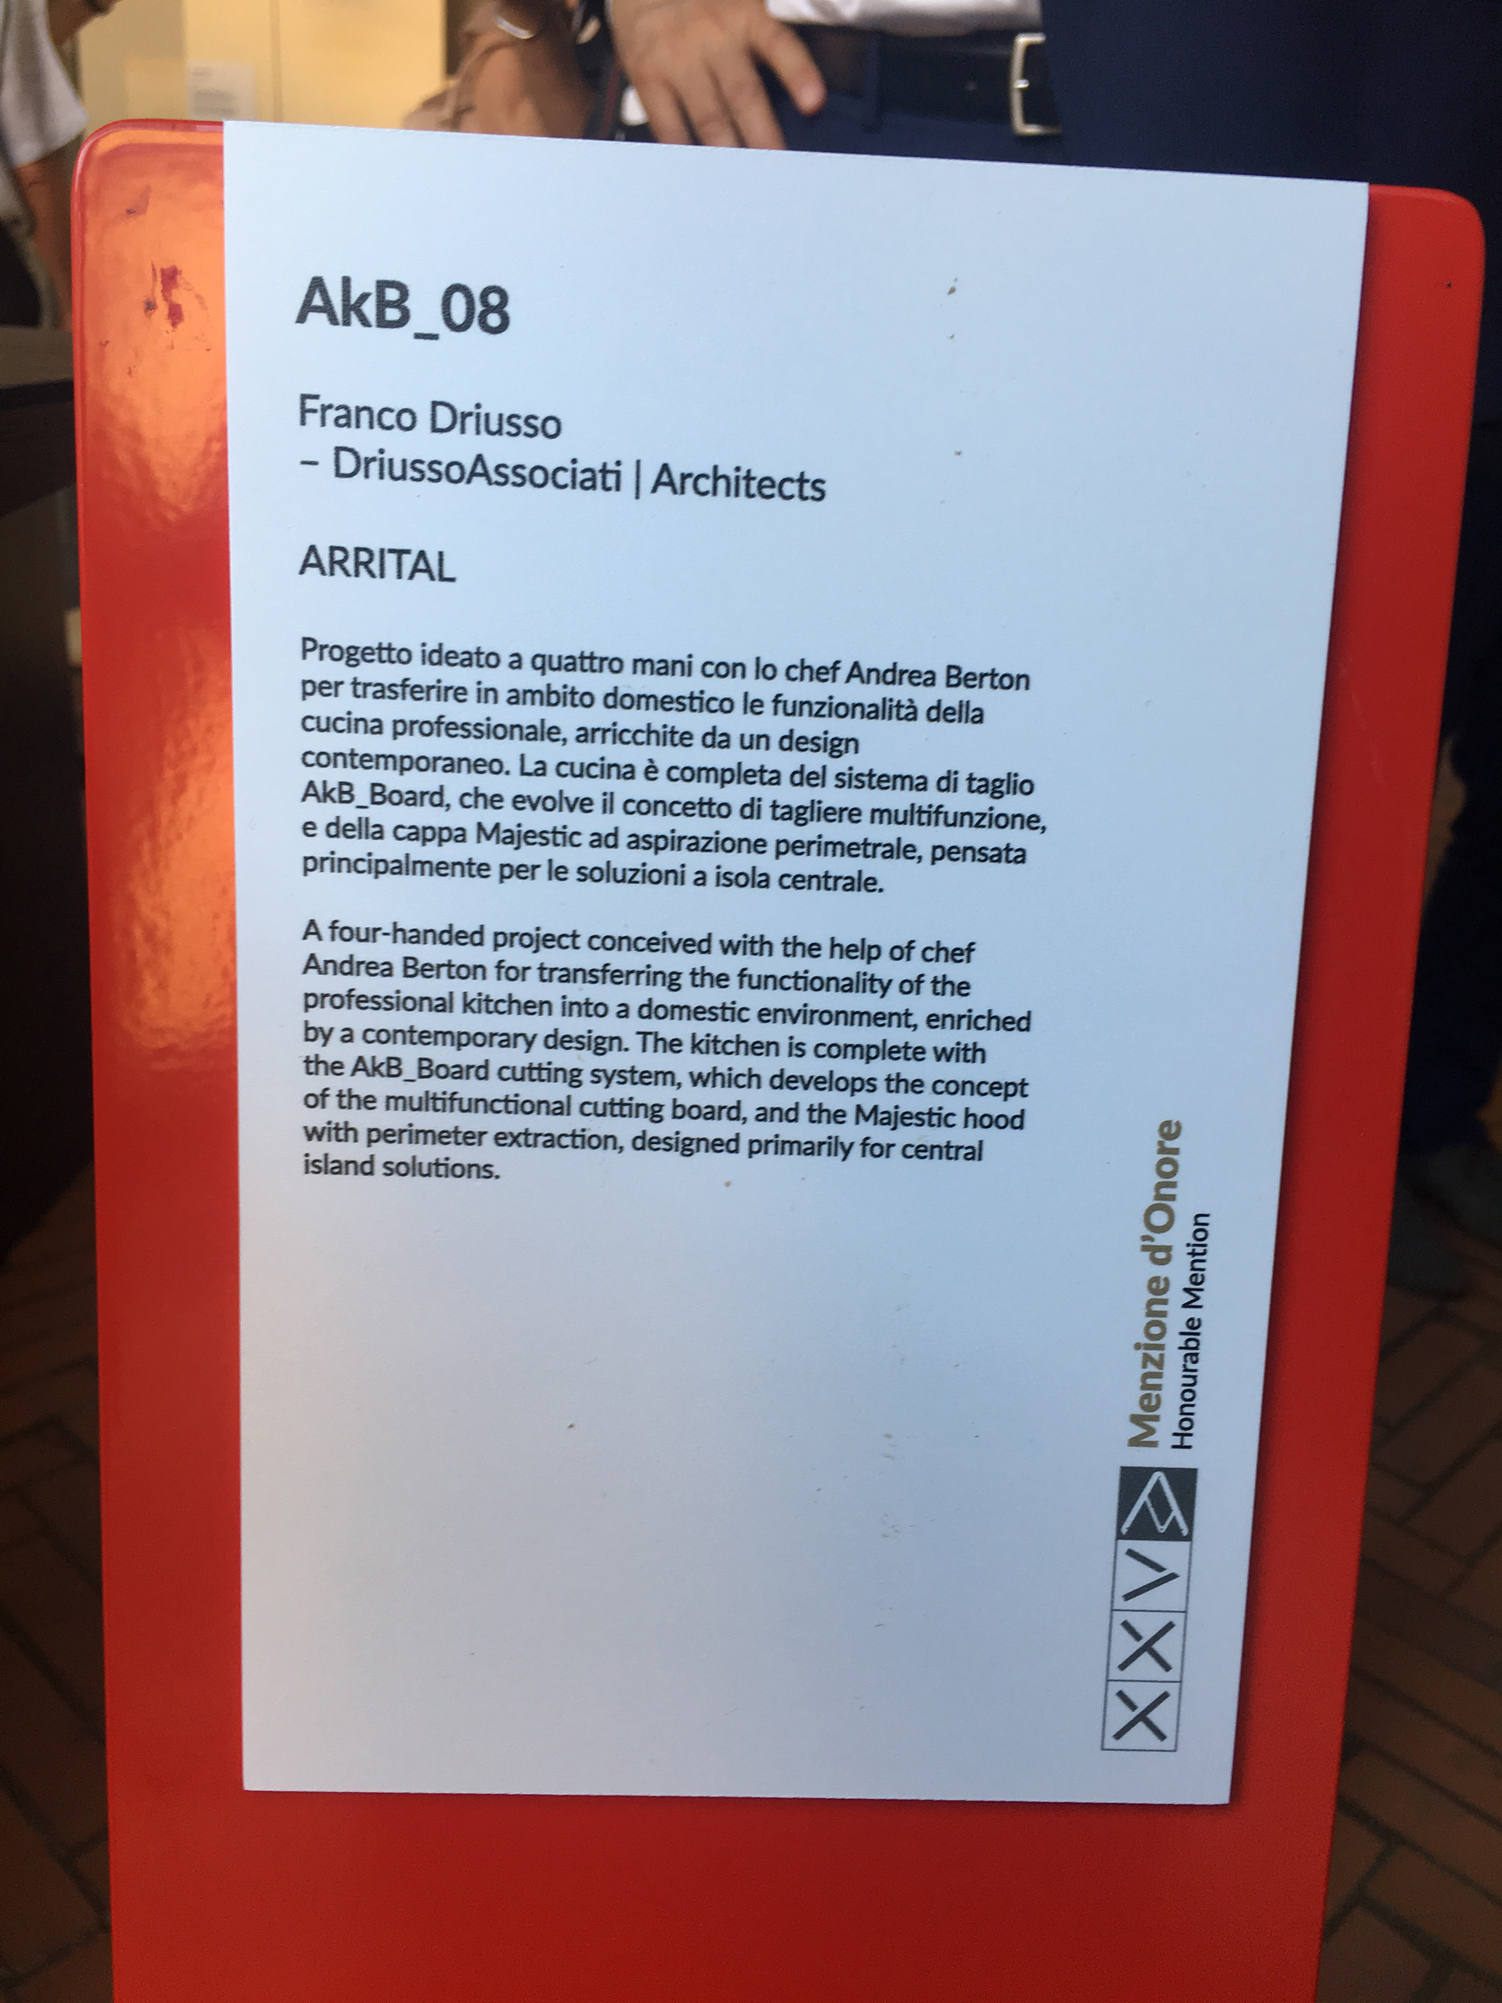 AkB_08
Franco Driusso
– DriussoAssociati | Architects
ARRITAL
Progetto ideato a quattro mani con lo chef Andrea Berton
per trasferire in ambito domestico le funzionalità della
cucina professionale, arricchite da un design
contemporaneo. La cucina è completa del sistema di taglio
AkB_Board, che evolve il concetto di tagliere multifunzione,
e della cappa Majestic ad aspirazione perimetrale, pensata
principalmente per le soluzioni a isola centrale.
A four-handed project conceived with the help of chef
Andrea Berton for transferring the functionality of the
professional kitchen into a domestic environment, enriched
by a contemporary design. The kitchen is complete with
the AkB_Board cutting system, which develops the concept
of the multifunctional cutting board, and the Majestic hood
with perimeter extraction, designed primarily for central
island solutions.
XXV
Menzione d'Onore
Honourable Mention